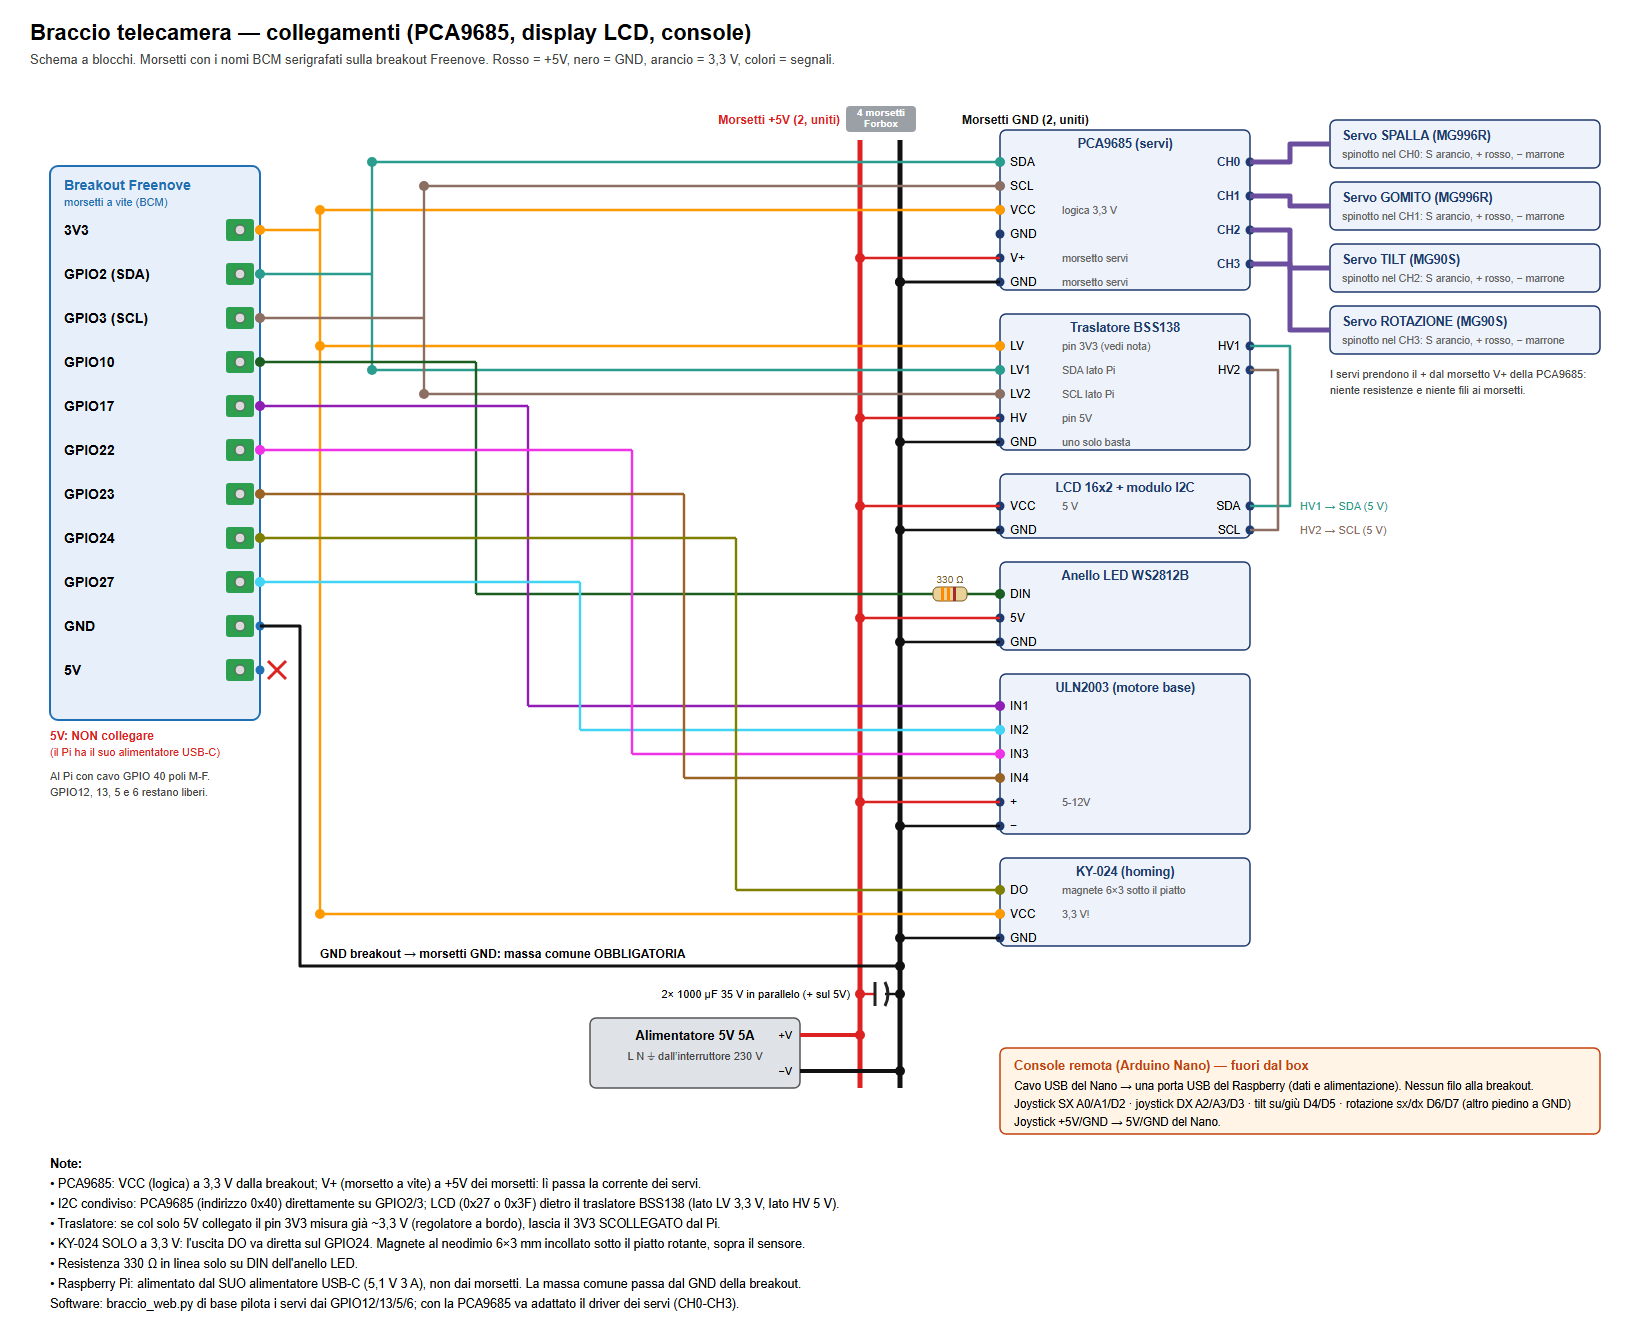 Braccio telecamera — collegamenti (PCA9685, display LCD, console)
Schema a blocchi. Morsetti con i nomi BCM serigrafati sulla breakout Freenove. Rosso = +5V, nero = GND, arancio = 3,3 V, colori = segnali.
Morsetti +5V (2, uniti)
4 morsetti
Forbox
Morsetti GND (2, uniti)
Breakout Freenove
morsetti a vite (BCM)
3V3
GPIO2 (SDA)
GPIO3 (SCL)
GPIO10
GPIO17
GPIO22
GPIO23
GPIO24
GPIO27
GND
5V
5V: NON collegare
(il Pi ha il suo alimentatore USB-C)
Al Pi con cavo GPIO 40 poli M-F.
GPIO12, 13, 5 e 6 restano liberi.
PCA9685 (servi)
SDA
SCL
VCC logica 3,3 V
GND
V+ morsetto servi
GND morsetto servi
CH0
CH1
CH2
CH3
Servo SPALLA (MG996R)
spinotto nel CH0: S arancio, + rosso, − marrone
Servo GOMITO (MG996R)
spinotto nel CH1: S arancio, + rosso, − marrone
Servo TILT (MG90S)
spinotto nel CH2: S arancio, + rosso, − marrone
Servo ROTAZIONE (MG90S)
spinotto nel CH3: S arancio, + rosso, − marrone
I servi prendono il + dal morsetto V+ della PCA9685:
niente resistenze e niente fili ai morsetti.
Traslatore BSS138
LV pin 3V3 (vedi nota)
LV1 SDA lato Pi
LV2 SCL lato Pi
HV pin 5V
GND uno solo basta
HV1
HV2
LCD 16x2 + modulo I2C
VCC 5 V
GND
SDA
SCL
HV1 → SDA (5 V)
HV2 → SCL (5 V)
330 Ω
Anello LED WS2812B
DIN
5V
GND
ULN2003 (motore base)
IN1
IN2
IN3
IN4
+ 5-12V
−
KY-024 (homing)
DO magnete 6×3 sotto il piatto
VCC 3,3 V!
GND
GND breakout → morsetti GND: massa comune OBBLIGATORIA
2× 1000 µF 35 V in parallelo (+ sul 5V)
Alimentatore 5V 5A
L N ⏚ dall'interruttore 230 V
+V
−V
Console remota (Arduino Nano) — fuori dal box
Cavo USB del Nano → una porta USB del Raspberry (dati e alimentazione). Nessun filo alla breakout.
Joystick SX A0/A1/D2 · joystick DX A2/A3/D3 · tilt su/giù D4/D5 · rotazione sx/dx D6/D7 (altro piedino a GND)
Joystick +5V/GND → 5V/GND del Nano.
Note:
• PCA9685: VCC (logica) a 3,3 V dalla breakout; V+ (morsetto a vite) a +5V dei morsetti: lì passa la corrente dei servi.
• I2C condiviso: PCA9685 (indirizzo 0x40) direttamente su GPIO2/3; LCD (0x27 o 0x3F) dietro il traslatore BSS138 (lato LV 3,3 V, lato HV 5 V).
• Traslatore: se col solo 5V collegato il pin 3V3 misura già ~3,3 V (regolatore a bordo), lascia il 3V3 SCOLLEGATO dal Pi.
• KY-024 SOLO a 3,3 V: l'uscita DO va diretta sul GPIO24. Magnete al neodimio 6×3 mm incollato sotto il piatto rotante, sopra il sensore.
• Resistenza 330 Ω in linea solo su DIN dell'anello LED.
• Raspberry Pi: alimentato dal SUO alimentatore USB-C (5,1 V 3 A), non dai morsetti. La massa comune passa dal GND della breakout.
Software: braccio_web.py di base pilota i servi dai GPIO12/13/5/6; con la PCA9685 va adattato il driver dei servi (CH0-CH3).